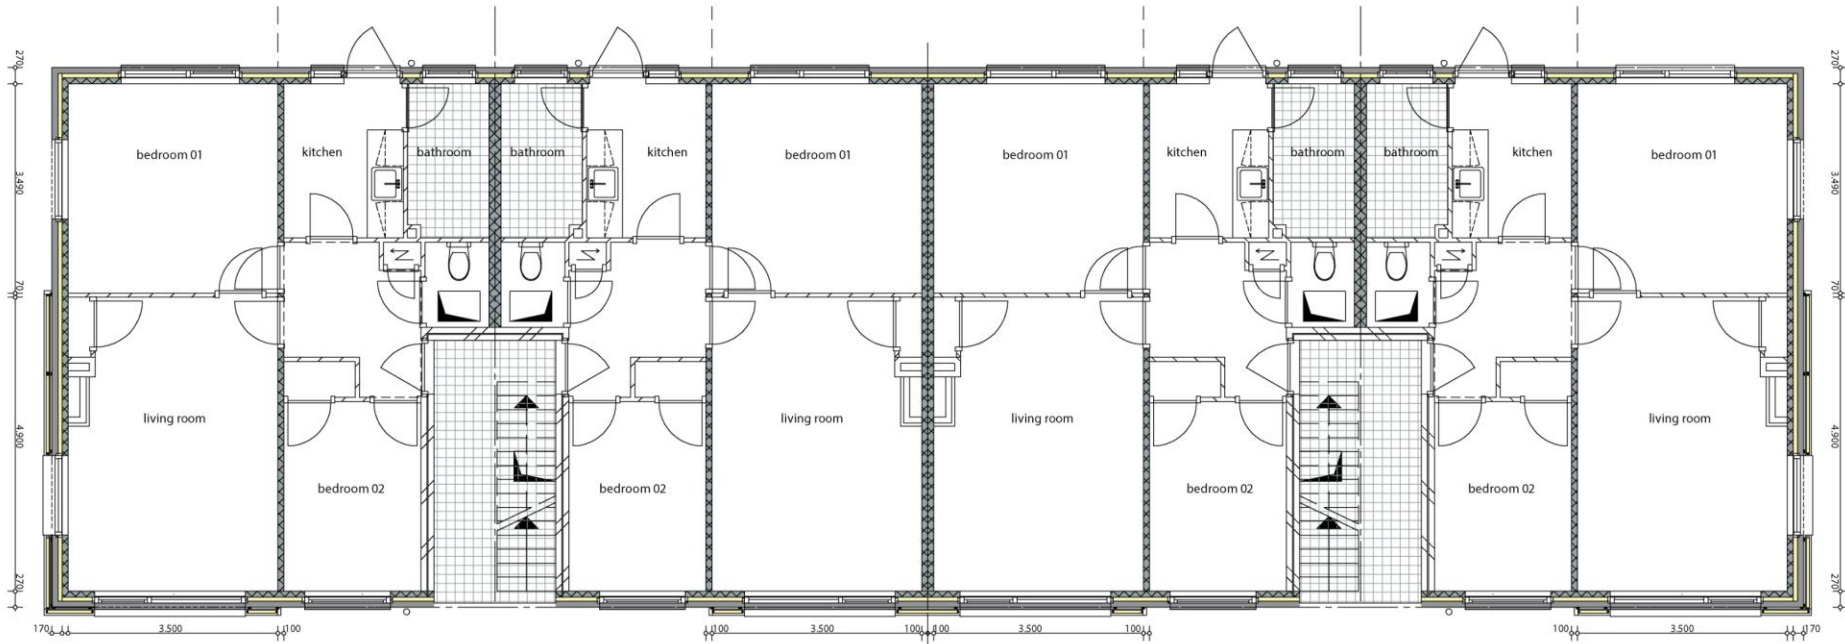 270
270
bedroom 01
kitchen
bathroom
bathroom
kitchen
bedroom 01
bedroom 01
kitchen
bathroom
bathroom
kitchen
bedroom 01
3.490
3.490
70
70
living room
living room
living room
living room
4.900
4.900
bedroom 02
bedroom 02
bedroom 02
bedroom 02
270
270
170
3.500
100
100
3.500
100
100
3.500
100
100
3.500
170